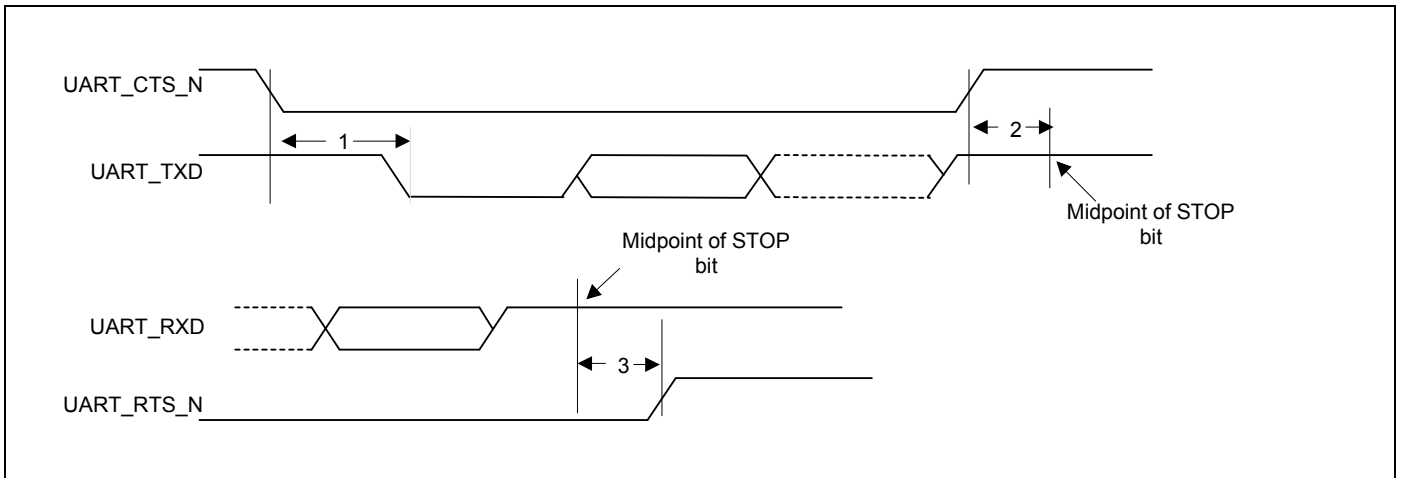 UART_CTS_N
1
2
UART_TXD
Midpoint of STOP
bit
Midpoint of STOP
bit
UART_RXD
3
UART_RTS_N